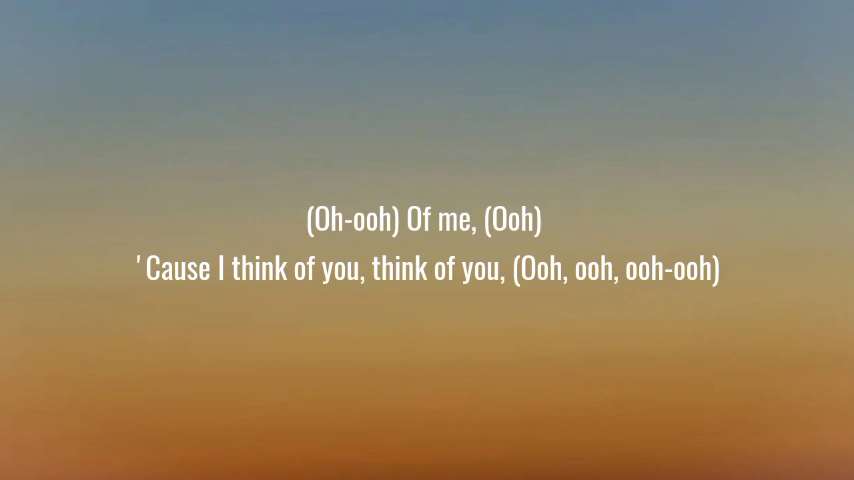 (Oh-ooh) Of me, (Ooh)
'Cause I think of you, think of you, (Ooh, ooh, ooh-ooh)